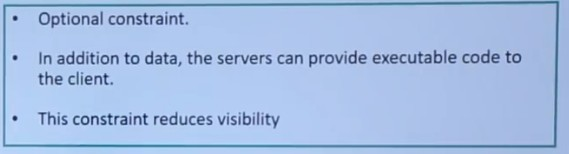 • Optional constraint.
• In addition to data, the servers can provide executable code to
the client.
• This constraint reduces visibility